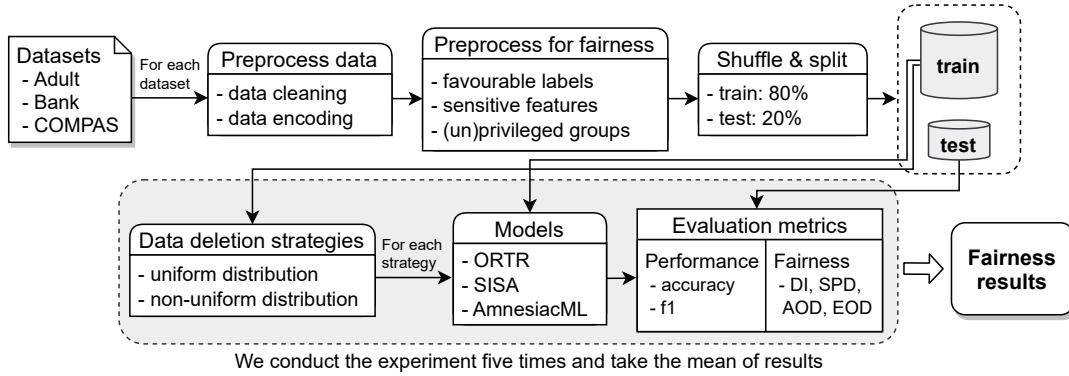 Datasets
- Adult
- Bank
- COMPAS
For each
dataset
Preprocess data
- data cleaning
- data encoding
Preprocess for fairness
- favourable labels
- sensitive features
- (un)privileged groups
Shuffle & split
- train: 80%
- test: 20%
train
test
Data deletion strategies
- uniform distribution
- non-uniform distribution
For each
strategy
Models
- ORTR
- SISA
- AmnesiacML
Evaluation metrics
Performance
- accuracy
- f1
Fairness
- DI, SPD,
AOD, EOD
Fairness
results
We conduct the experiment five times and take the mean of results